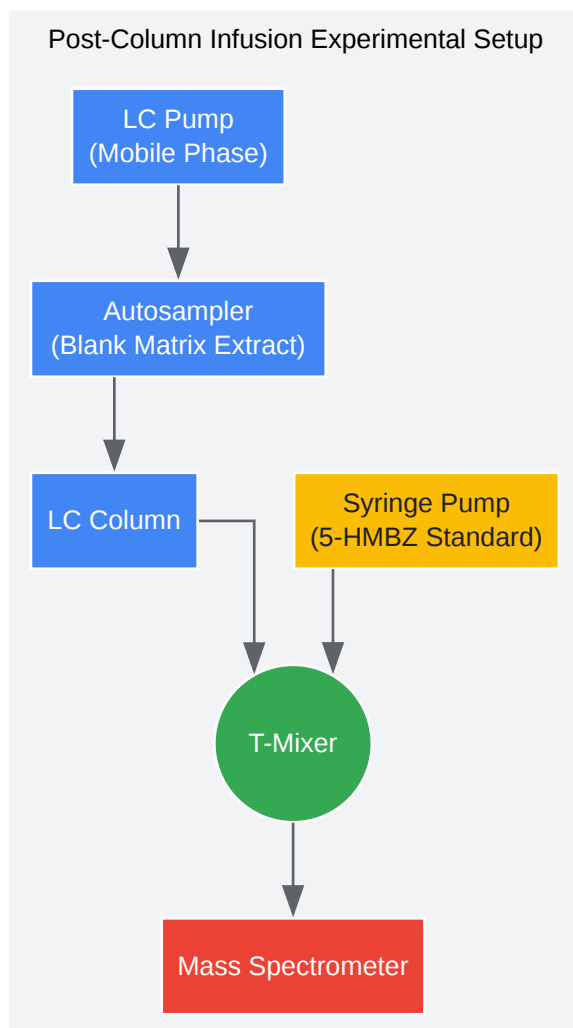 Post-Column Infusion Experimental Setup
LC Pump
(Mobile Phase)
Autosampler
(Blank Matrix Extract)
LC Column
Syringe Pump
(5-HMBZ Standard)
T-Mixer
Mass Spectrometer